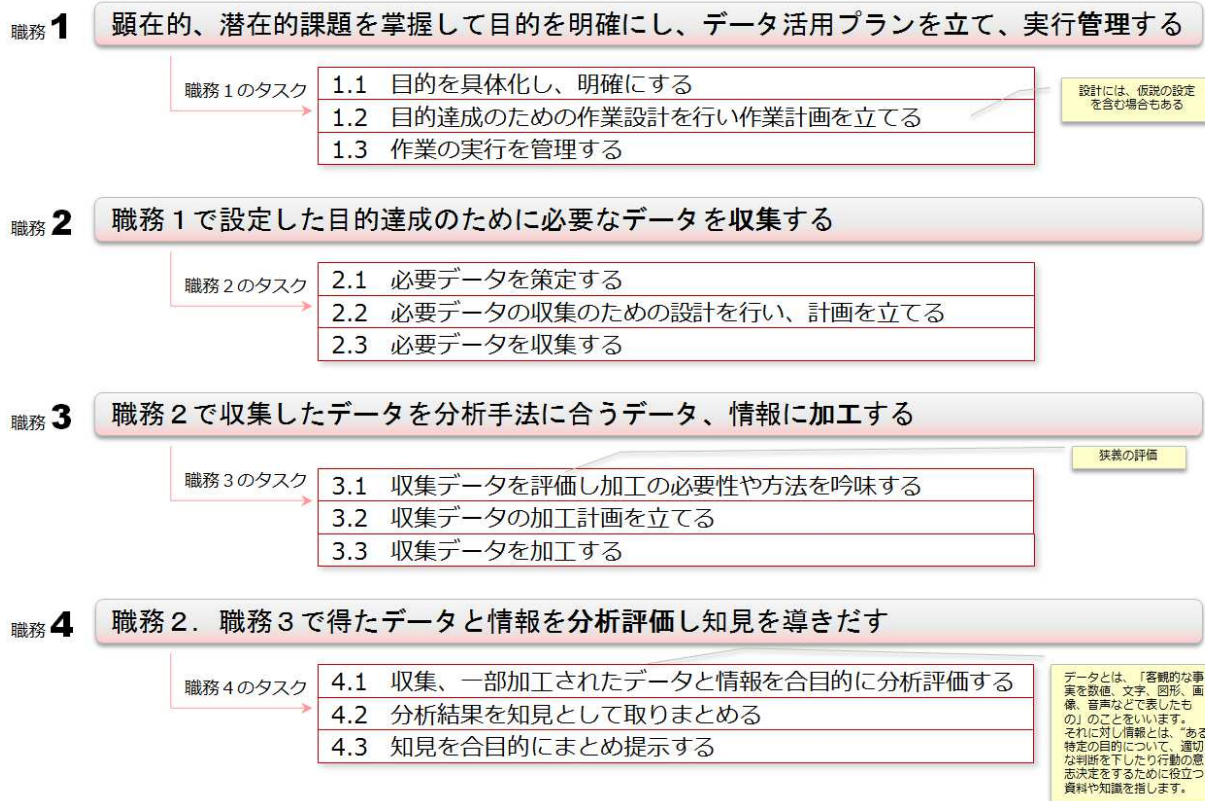 職務1 顕在的、潜在的課題を掌握して目的を明確にし、データ活用プランを立て、実行管理する
職務１のタスク
1.1 目的を具体化し、明確にする
1.2 目的達成のための作業設計を行い作業計画を立てる
1.3 作業の実行を管理する
設計には、仮説の設定
を含む場合もある
職務2 職務１で設定した目的達成のために必要なデータを収集する
職務２のタスク
2.1 必要データを策定する
2.2 必要データの収集のための設計を行い、計画を立てる
2.3 必要データを収集する
職務3 職務２で収集したデータを分析手法に合うデータ、情報に加工する
狭義の評価
職務３のタスク
3.1 収集データを評価し加工の必要性や方法を吟味する
3.2 収集データの加工計画を立てる
3.3 収集データを加工する
職務4 職務２．職務３で得たデータと情報を分析評価し知見を導きだす
職務４のタスク
4.1 収集、一部加工されたデータと情報を合目的に分析評価する
4.2 分析結果を知見として取りまとめる
4.3 知見を合目的にまとめ提示する
データとは、「客観的な事
実を数値、文字、図形、画
像、音声などで表したも
の」のことをいいます。
それに対し情報とは、“ある
特定の目的について、適切
な判断を下したり行動の意
志決定をするために役立つ
資料や知識を指します。